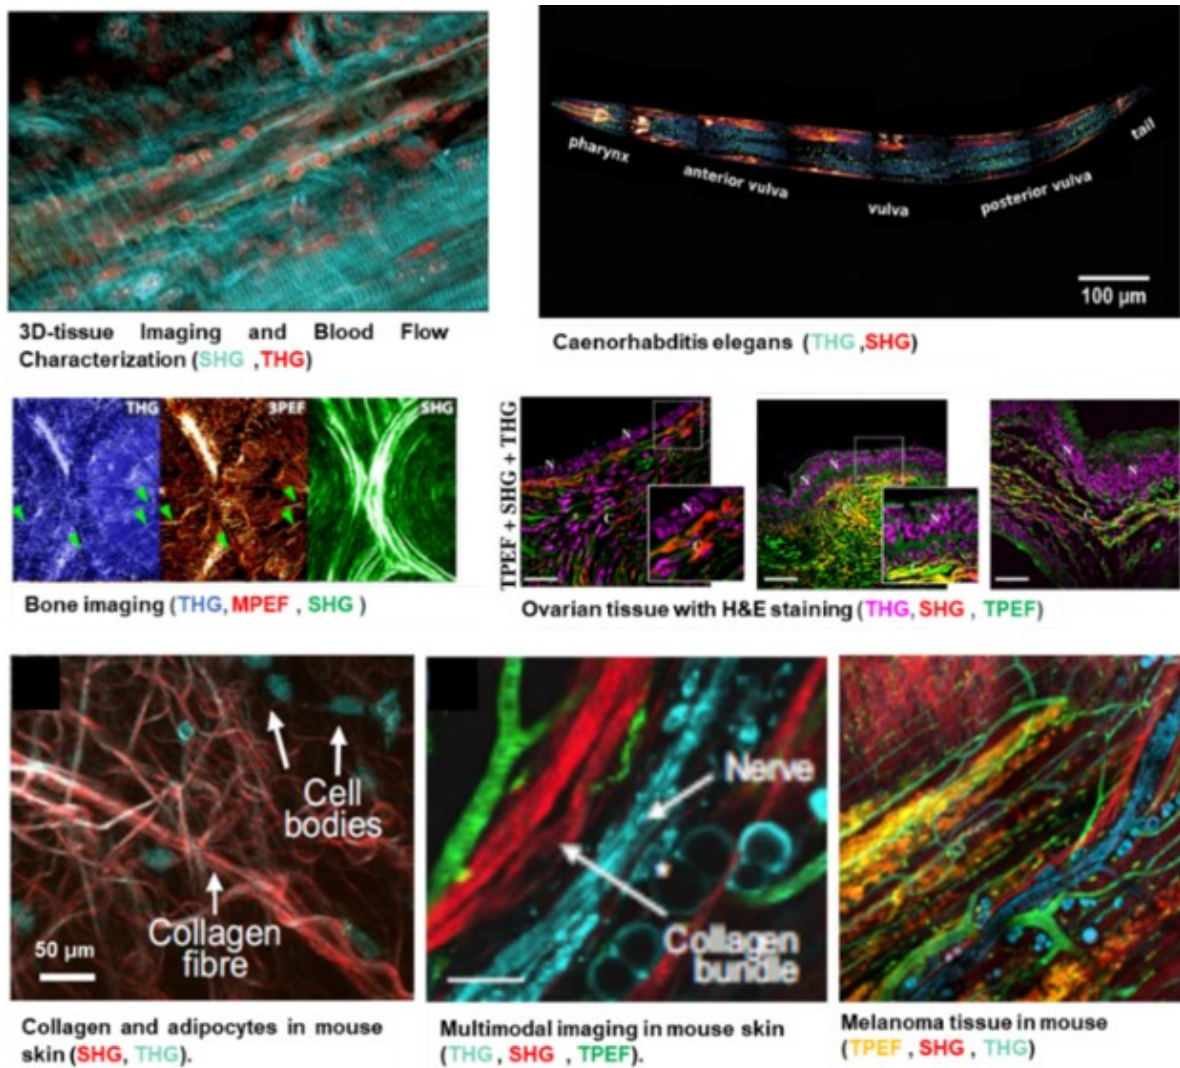 pharynx
anterior vulva
vulva
posterior vulva
tail
100 µm
3D-tissue Imaging and Blood Flow
Characterization (SHG ,THG)
Caenorhabditis elegans (THG ,SHG)
THG
3PEF
SHG
Bone imaging (THG, MPEF , SHG )
TPEF + SHG + THG
N
N
C
N
C
N
N
N
N
N
C
Ovarian tissue with H&E staining (THG, SHG , TPEF)
Cell
bodies
Collagen
fibre
50 µm
Nerve
*
Collagen
bundle
Collagen and adipocytes in mouse
skin (SHG, THG).
Multimodal imaging in mouse skin
(THG , SHG , TPEF).
Melanoma tissue in mouse
(TPEF , SHG , THG)